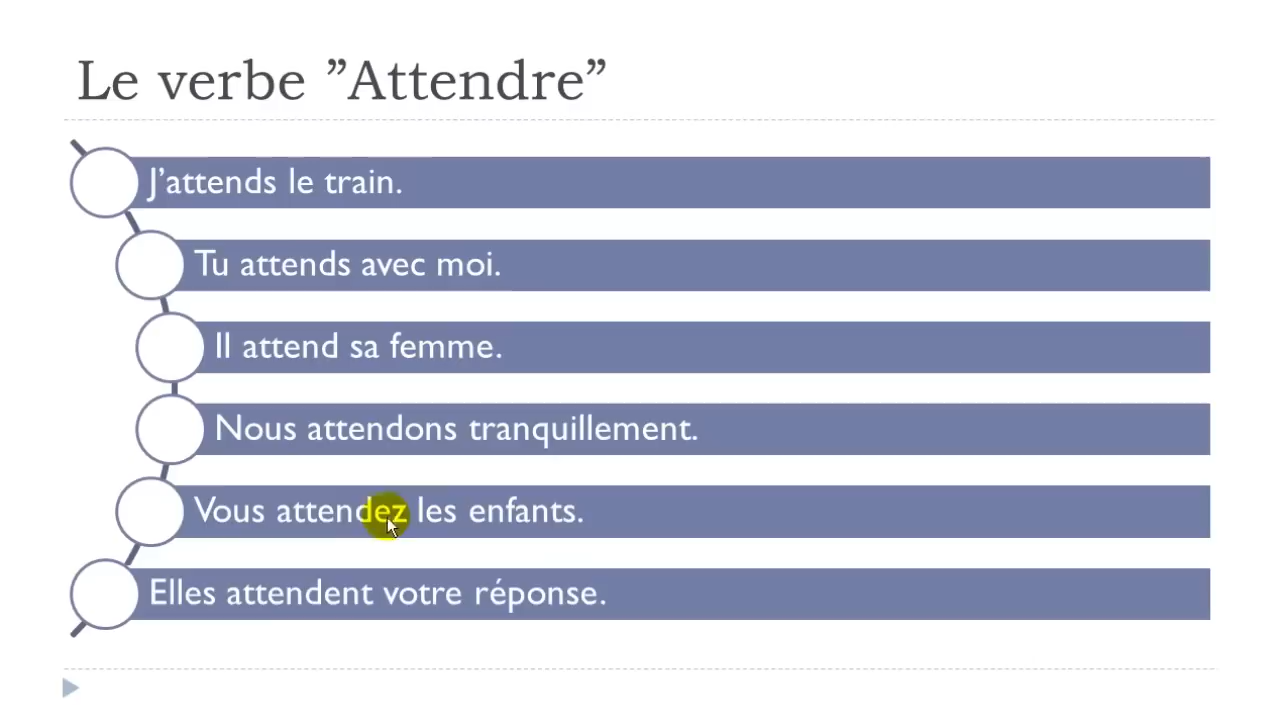 Le verbe ”Attendre”
J’attends le train.
Tu attends avec moi.
Il attend sa femme.
Nous attendons tranquillement.
Vous attendez les enfants.
Elles attendent votre réponse.